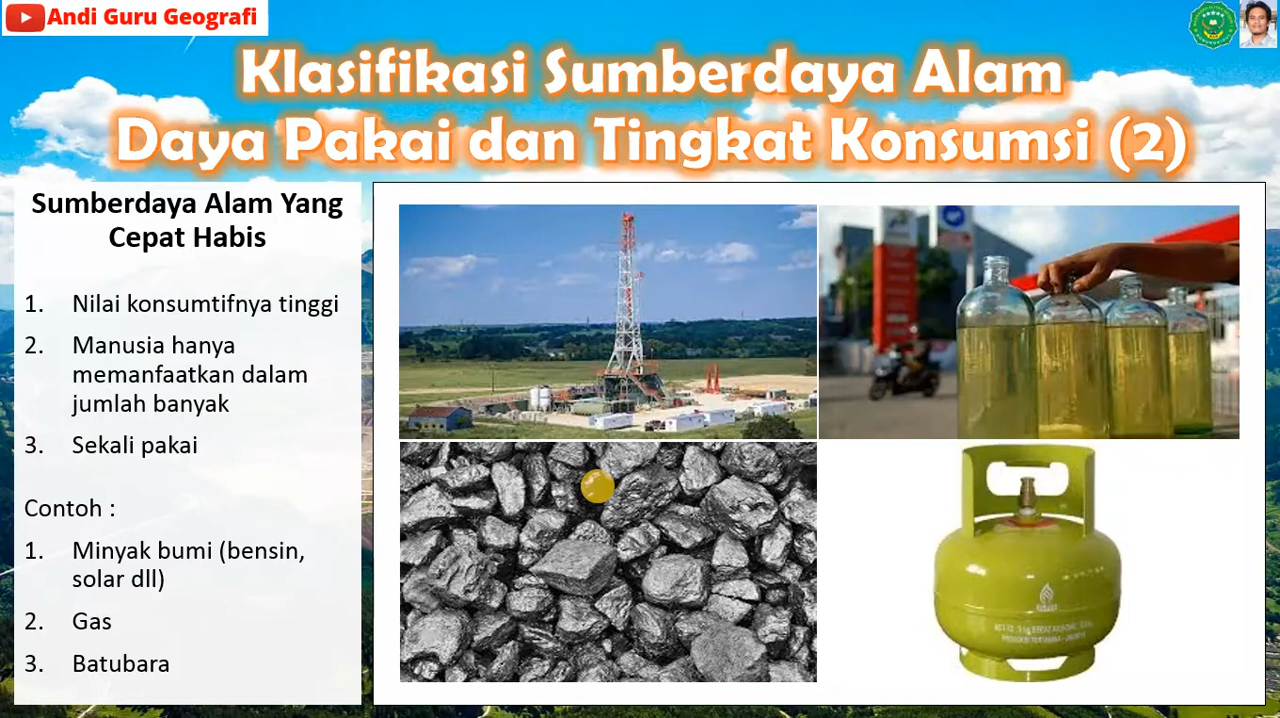 Andi Guru Geografi
Klasifikasi Sumberdaya Alam
Daya Pakai dan Tingkat Konsumsi (2)
Sumberdaya Alam Yang
Cepat Habis
1. Nilai konsumtifnya tinggi
2. Manusia hanya
memanfaatkan dalam
jumlah banyak
3. Sekali pakai
Contoh :
1. Minyak bumi (bensin,
solar dll)
2. Gas
3. Batubara